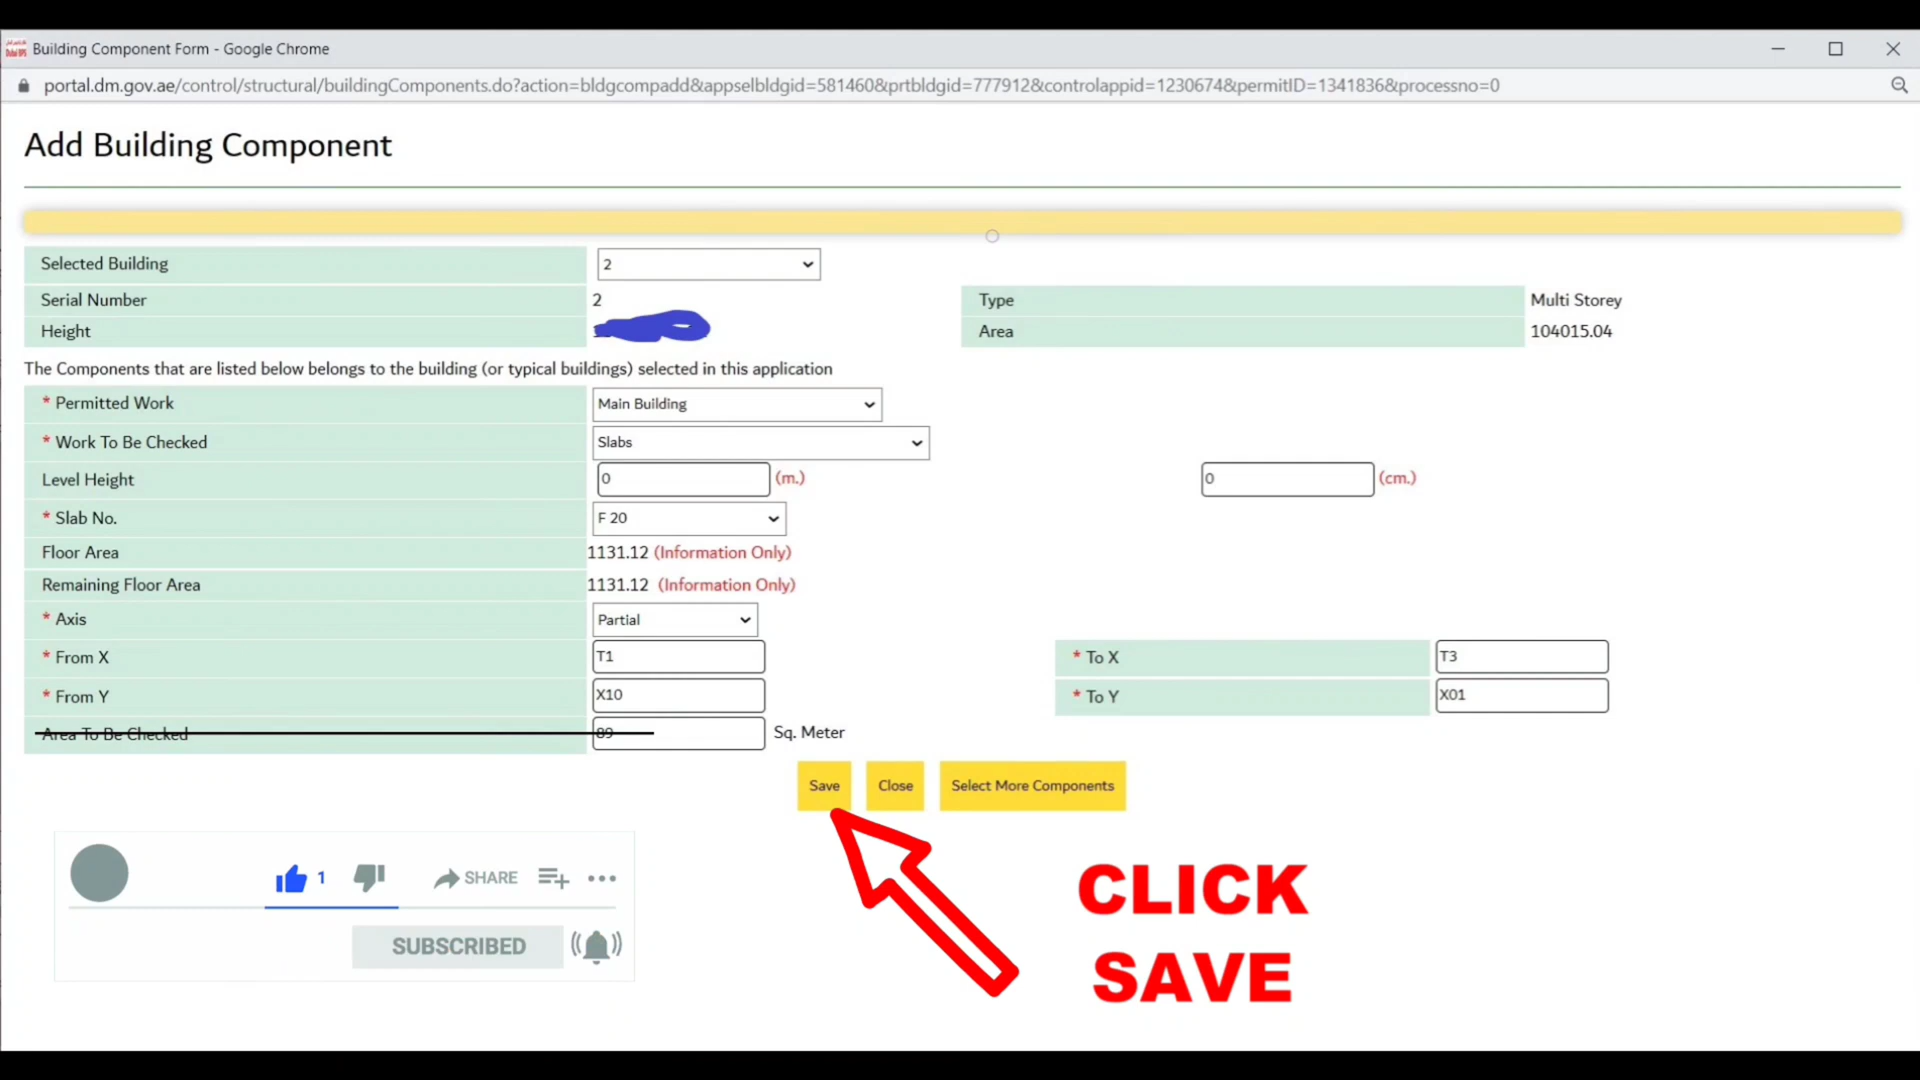 Building Component Form - Google Chrome
portal.dm.gov.ae/control/structural/buildingComponents.do?action=bldgcompadd&appselbldgid=581460&prtbldgid=777912&controlappid=1230674&permitID=1341836&processno=0
Add Building Component
Selected Building 2
Serial Number 2 Type Multi Storey
Height Area 104015.04
The Components that are listed below belongs to the building (or typical buildings) selected in this application
* Permitted Work Main Building
* Work To Be Checked Slabs
Level Height 0 (m.) 0 (cm.)
* Slab No. F 20
Floor Area 1131.12 (Information Only)
Remaining Floor Area 1131.12 (Information Only)
* Axis Partial
* From X T1 * To X T3
* From Y X10 * To Y X01
Area To Be Checked 89 Sq. Meter
Save Close Select More Components
1 SHARE
SUBSCRIBED
CLICK
SAVE